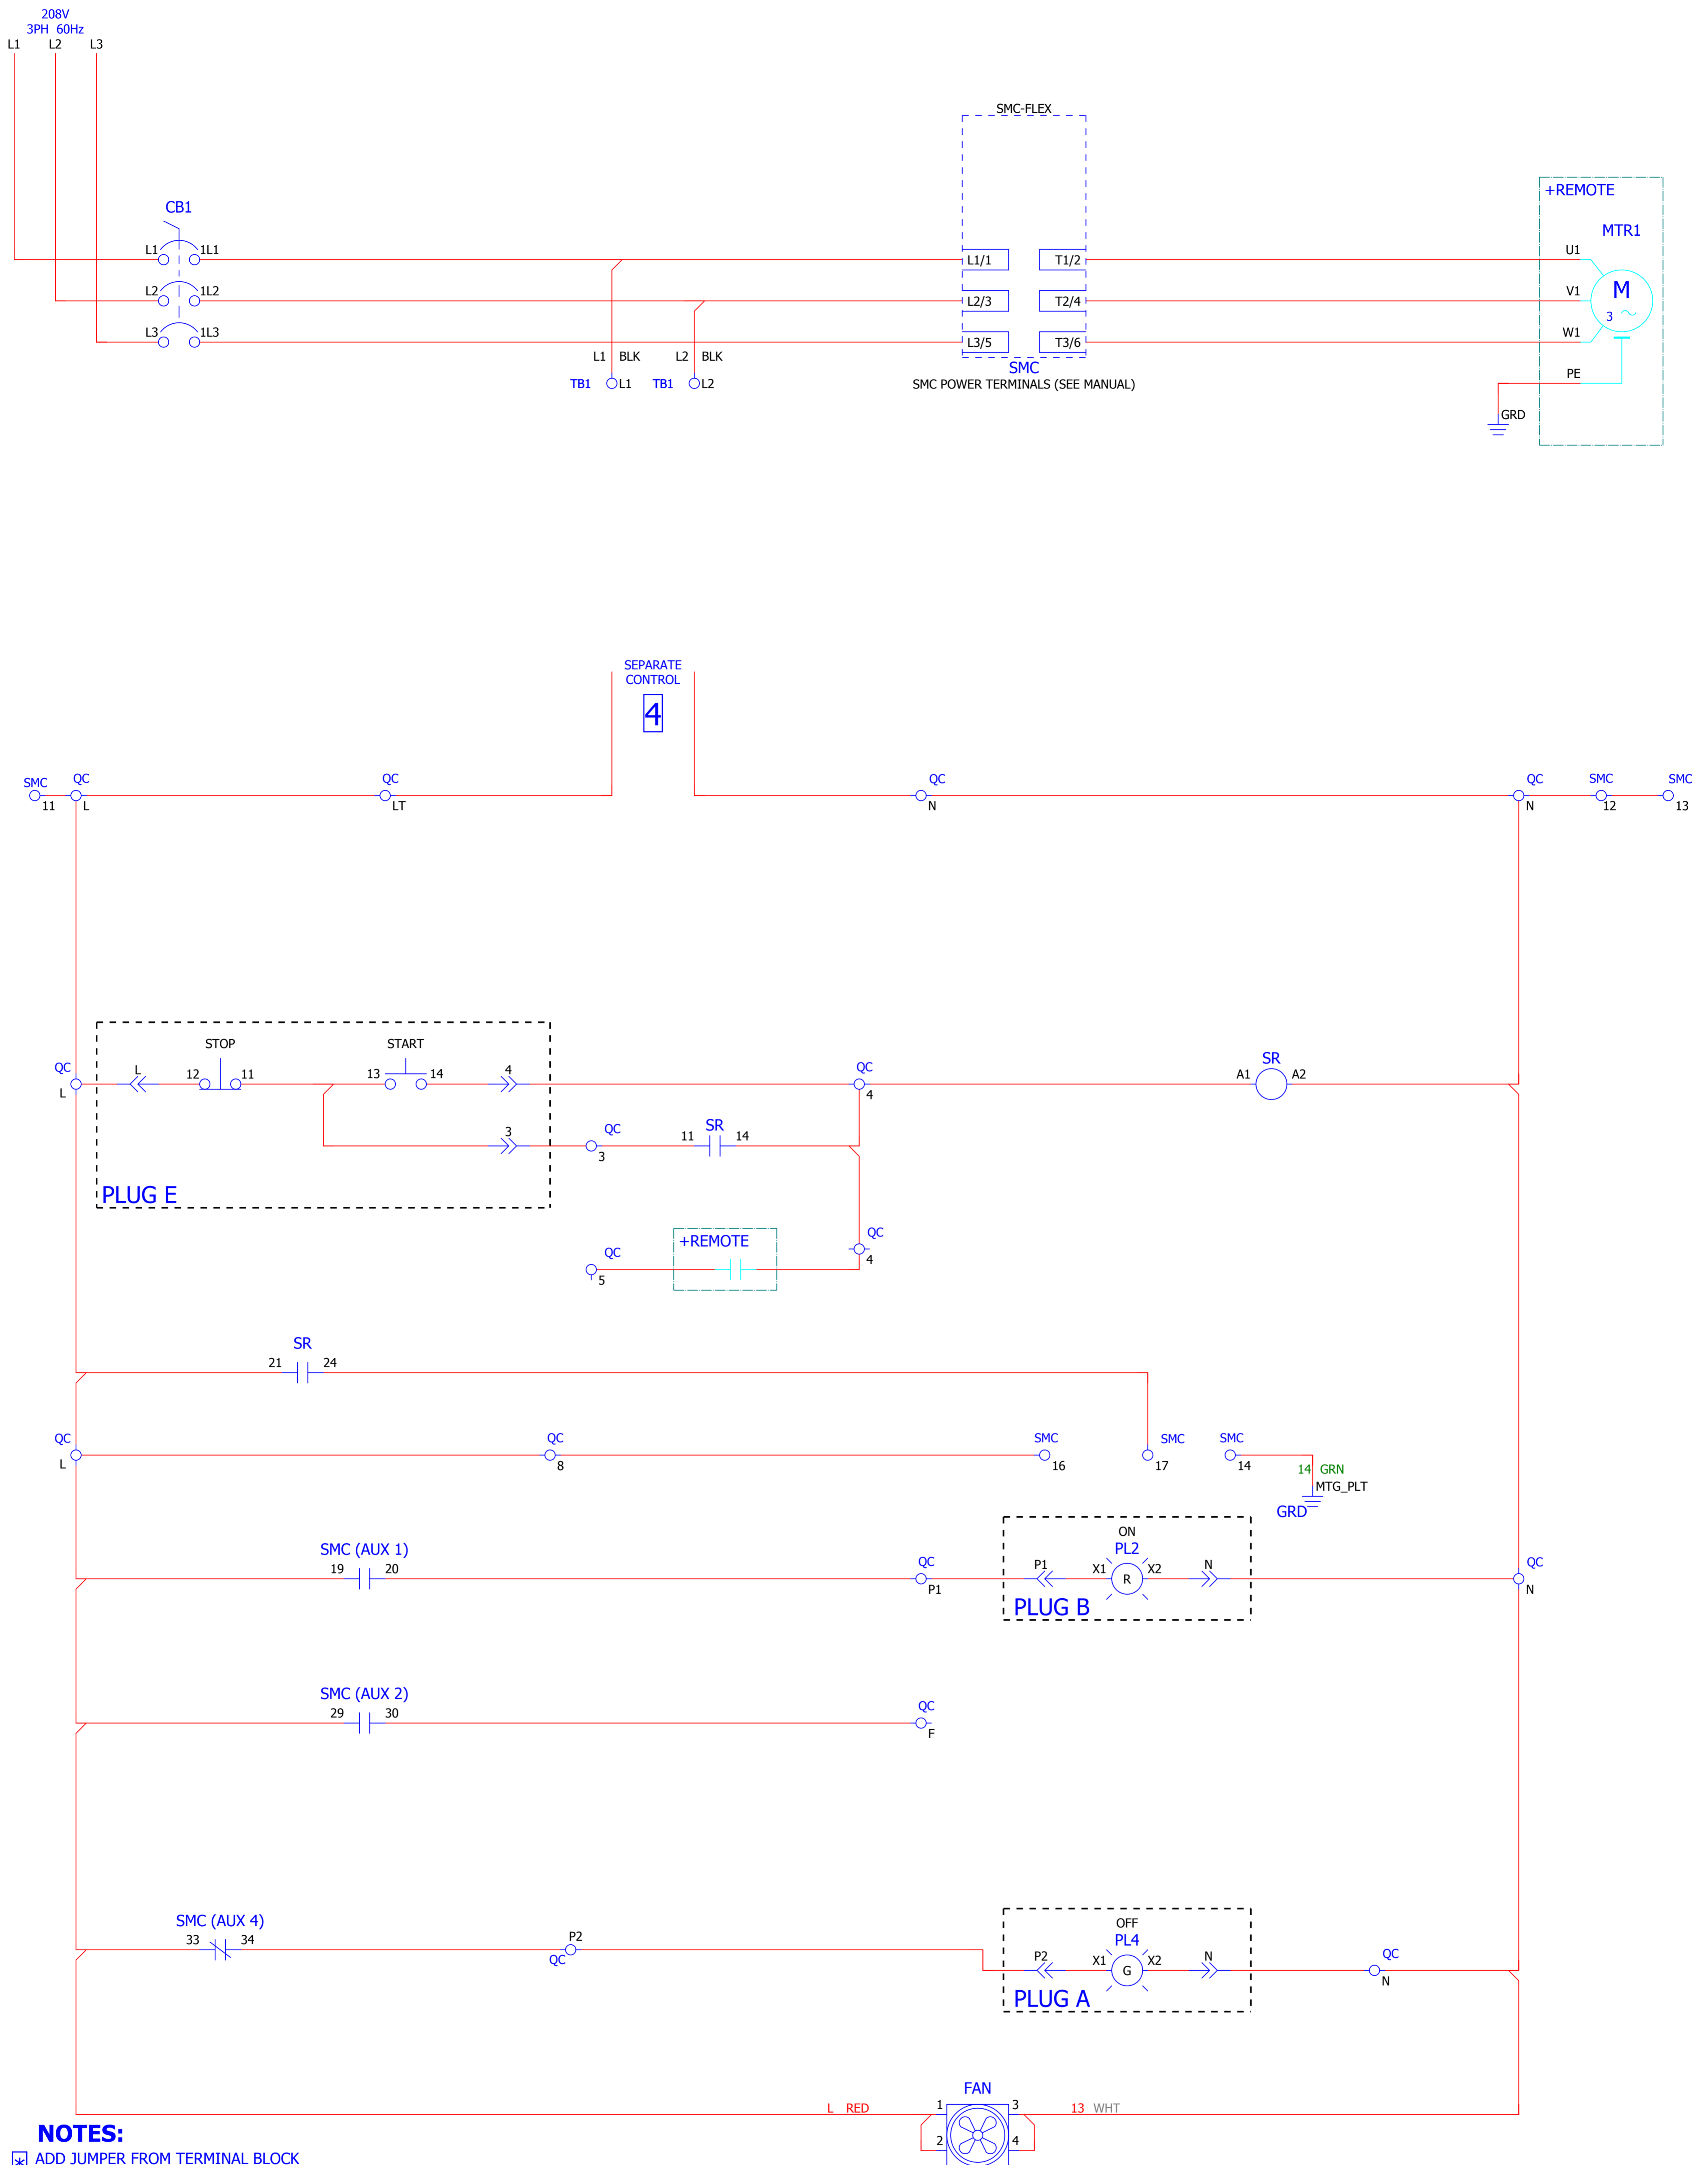 208V
3PH 60Hz
L1 L2 L3
SMC-FLEX
+REMOTE
CB1
MTR1
L1 1L1 L1/1 T1/2 U1
L2 1L2 L2/3 T2/4 V1
M
3
L3 1L3 L3/5 T3/6 W1
L1 BLK L2 BLK
SMC
TB1 L1 TB1 L2
SMC POWER TERMINALS (SEE MANUAL)
PE
GRD
SEPARATE
CONTROL
4
SMC QC QC QC QC SMC SMC
11 L LT N N 12 13
STOP START
QC L 12 11 13 14 4 QC SR
A1 A2
L 4
3 QC 11 SR 14
3
PLUG E
+REMOTE
QC QC
4
5
SR
21 24
QC QC SMC SMC SMC
L 8 16 17 14
14 GRN
MTG_PLT
GRD
ON
SMC (AUX 1) PL2
19 20 QC P1 X1 R X2 N QC
P1 N
PLUG B
SMC (AUX 2)
29 30 QC
F
SMC (AUX 4) OFF
33 34 P2 PL4
QC P2 X1 G X2 N QC
N
PLUG A
FAN
L RED 1 3 13 WHT
2 4
NOTES:
* ADD JUMPER FROM TERMINAL BLOCK